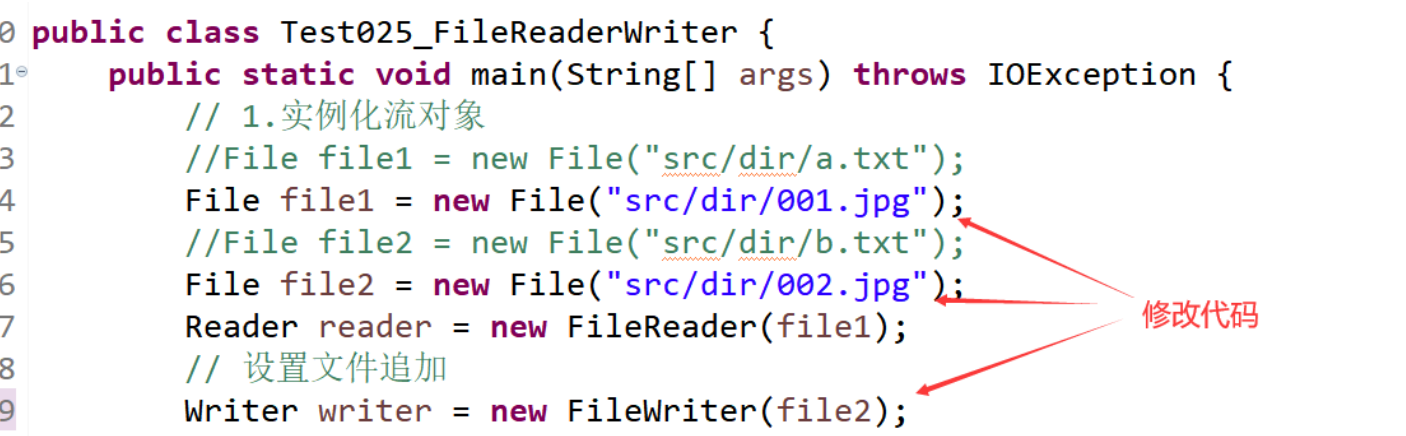 0 public class Test025_FileReaderWriter {
1 public static void main(String[] args) throws IOException {
2 // 1.实例化流对象
3 //File file1 = new File("src/dir/a.txt");
4 File file1 = new File("src/dir/001.jpg");
5 //File file2 = new File("src/dir/b.txt");
6 File file2 = new File("src/dir/002.jpg");
7 Reader reader = new FileReader(file1);
修改代码
8 // 设置文件追加
9 Writer writer = new FileWriter(file2);